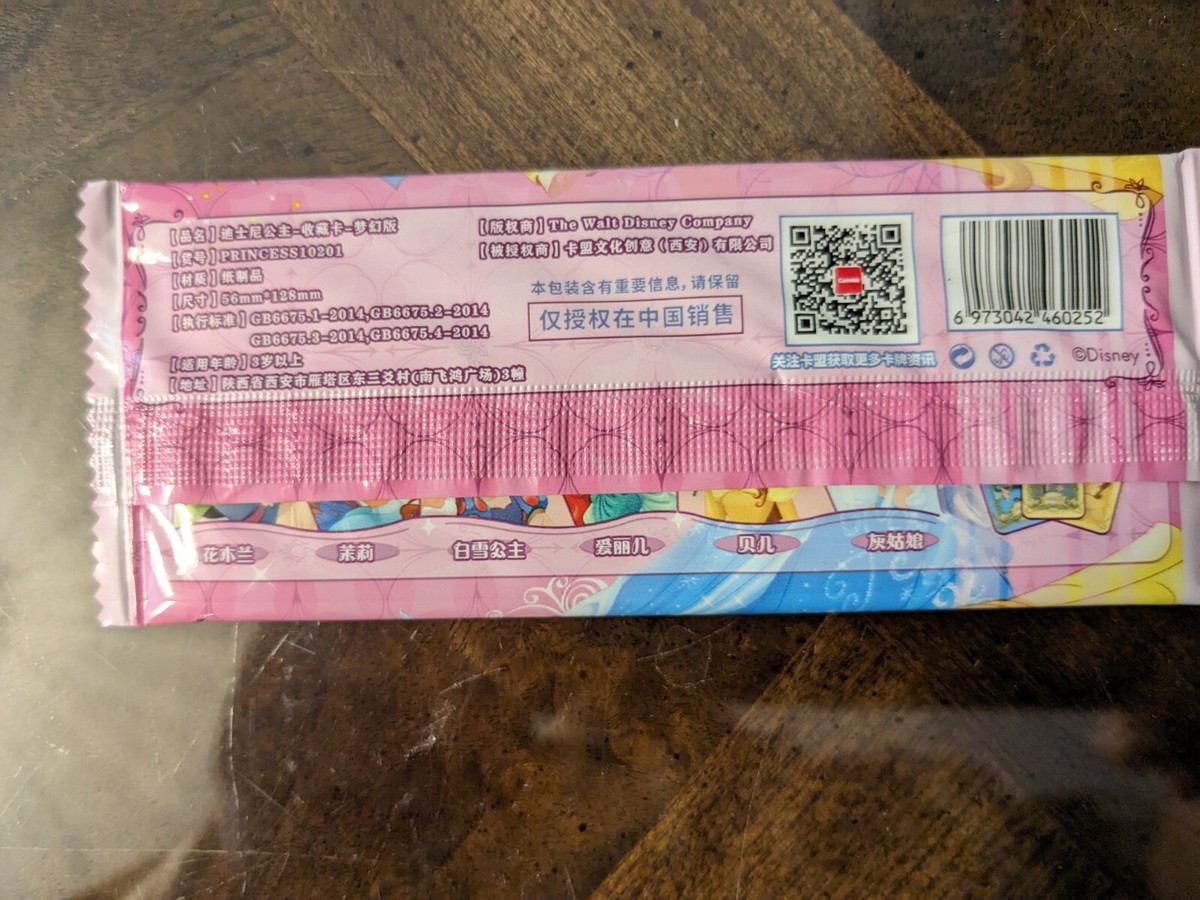 【品名】迪士尼公主-收藏卡-梦幻版
【货号】PRINCESS10201
【材质】纸制品
【尺寸】56mm*128mm
【执行标准】GB6675.1-2014,GB6675.2-2014
GB6675.3-2014,GB6675.4-2014
【适用年龄】3岁以上
【地址】陕西省西安市雁塔区东三爻村(南飞鸿广场)3幢
【版权商】The Walt Disney Company
【被授权商】卡盟文化创意（西安）有限公司
本包装含有重要信息,请保留
仅授权在中国销售
关注卡盟获取更多卡牌资讯
6 973042 460252
©Disney
花木兰
茉莉
白雪公主
爱丽儿
贝儿
灰姑娘